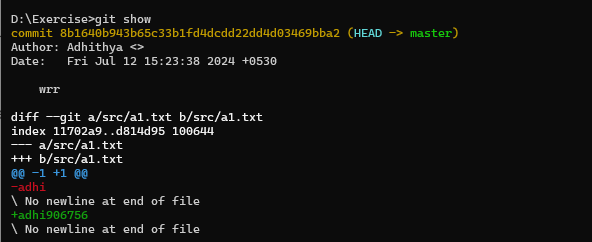 D:\Exercise>git show
commit 8b1640b943b65c33b1fd4dcdd22dd4d03469bba2 (HEAD -> master)
Author: Adhithya <>
Date:   Fri Jul 12 15:23:38 2024 +0530
    wrr
diff --git a/src/a1.txt b/src/a1.txt
index 11702a9..d814d95 100644
--- a/src/a1.txt
+++ b/src/a1.txt
@@ -1 +1 @@
-adhi
\ No newline at end of file
+adhi906756
\ No newline at end of file